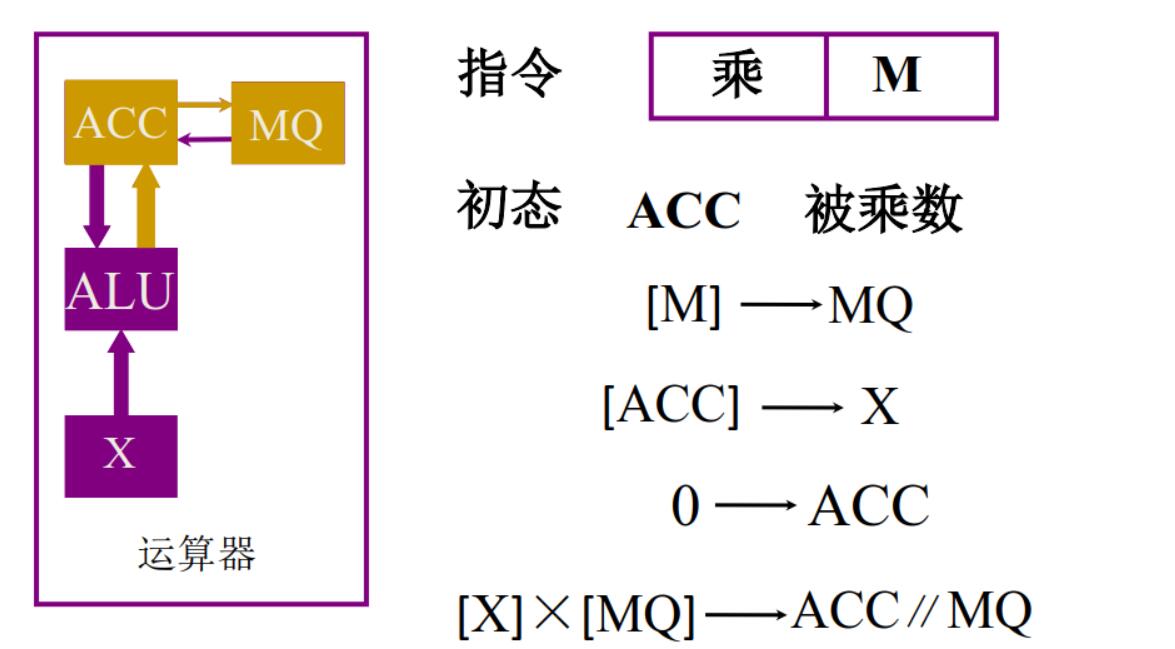 ACC
MQ
ALU
X
运算器
指令 乘 M
初态 ACC 被乘数
[M] → MQ
[ACC] → X
0 → ACC
[X]×[MQ] → ACC // MQ